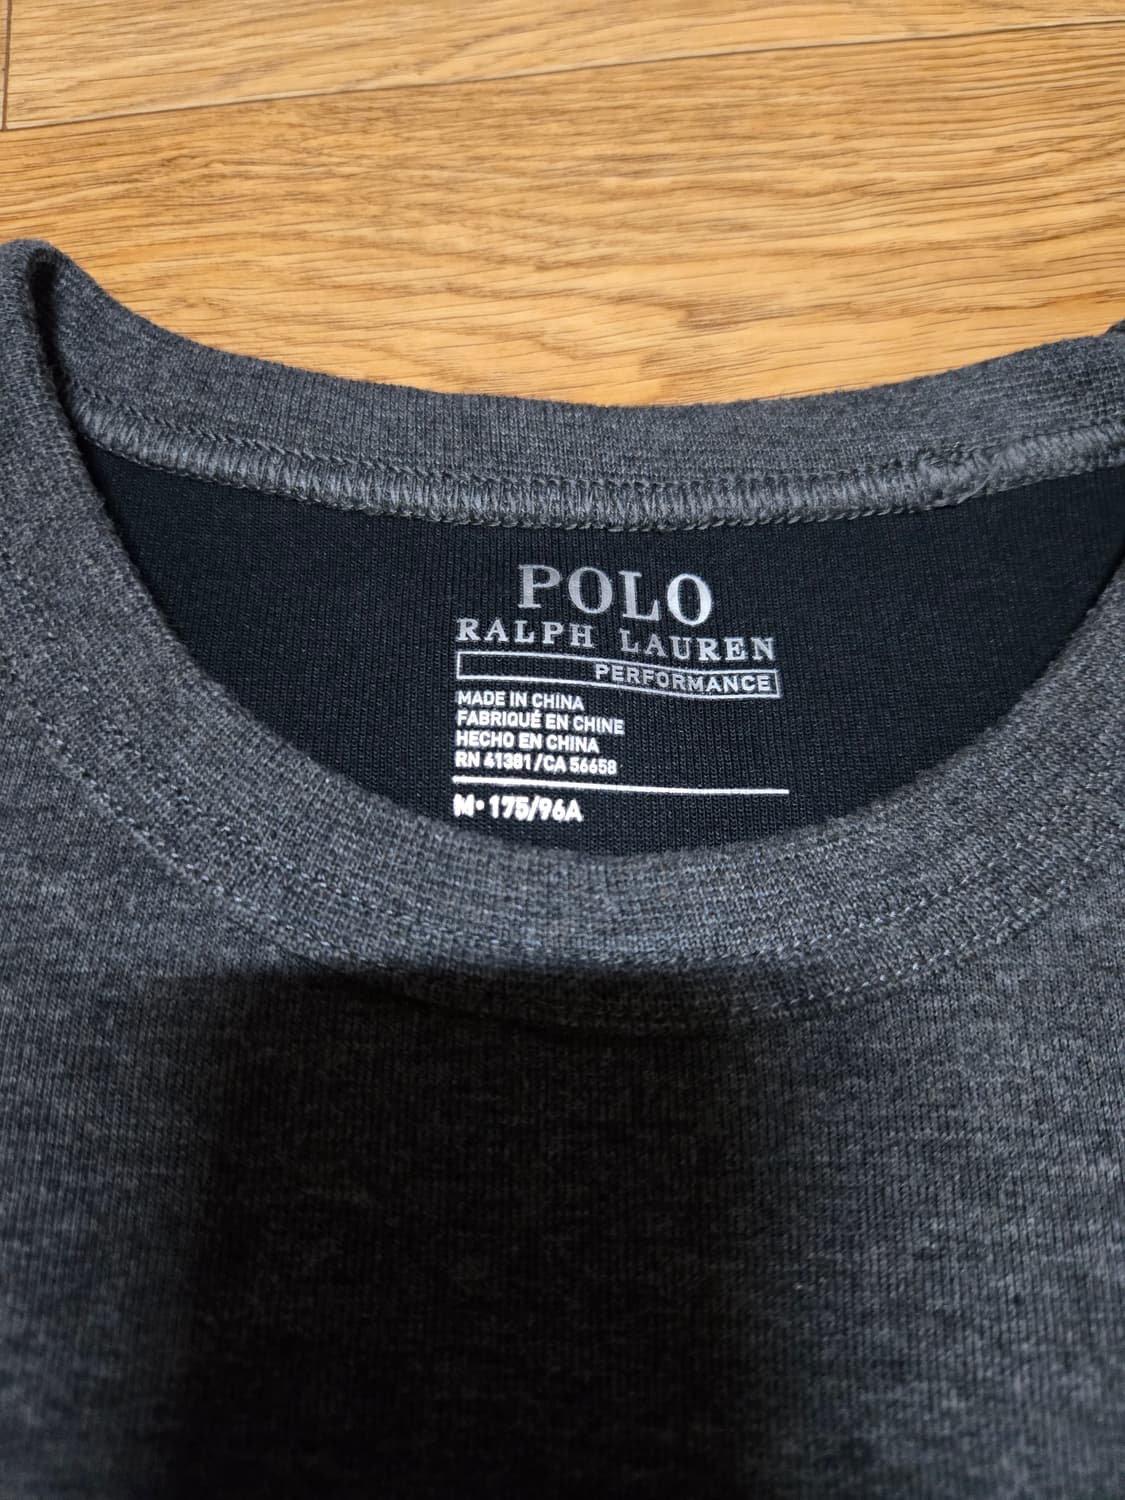 POLO
RALPH LAUREN
PERFORMANCE
MADE IN CHINA
FABRIQUÉ EN CHINE
HECHO EN CHINA
RN 41381/CA 56658
M•175/96A